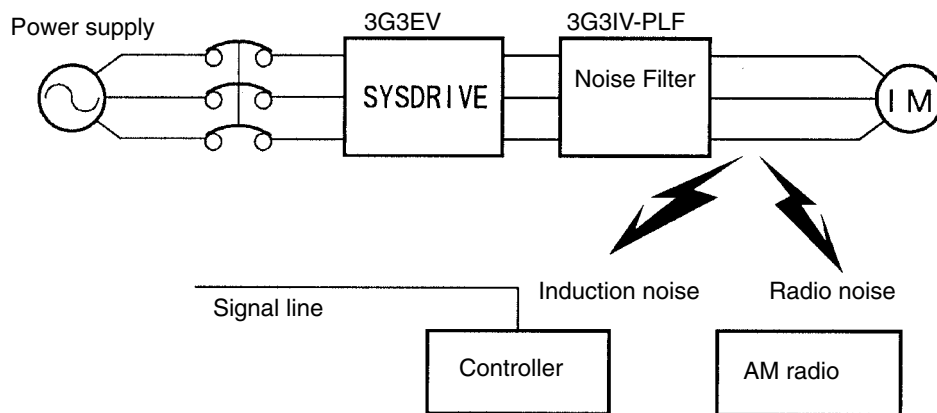 Power supply
3G3EV
3G3IV-PLF
SYSDRIVE
Noise Filter
IM
Induction noise
Radio noise
Signal line
Controller
AM radio